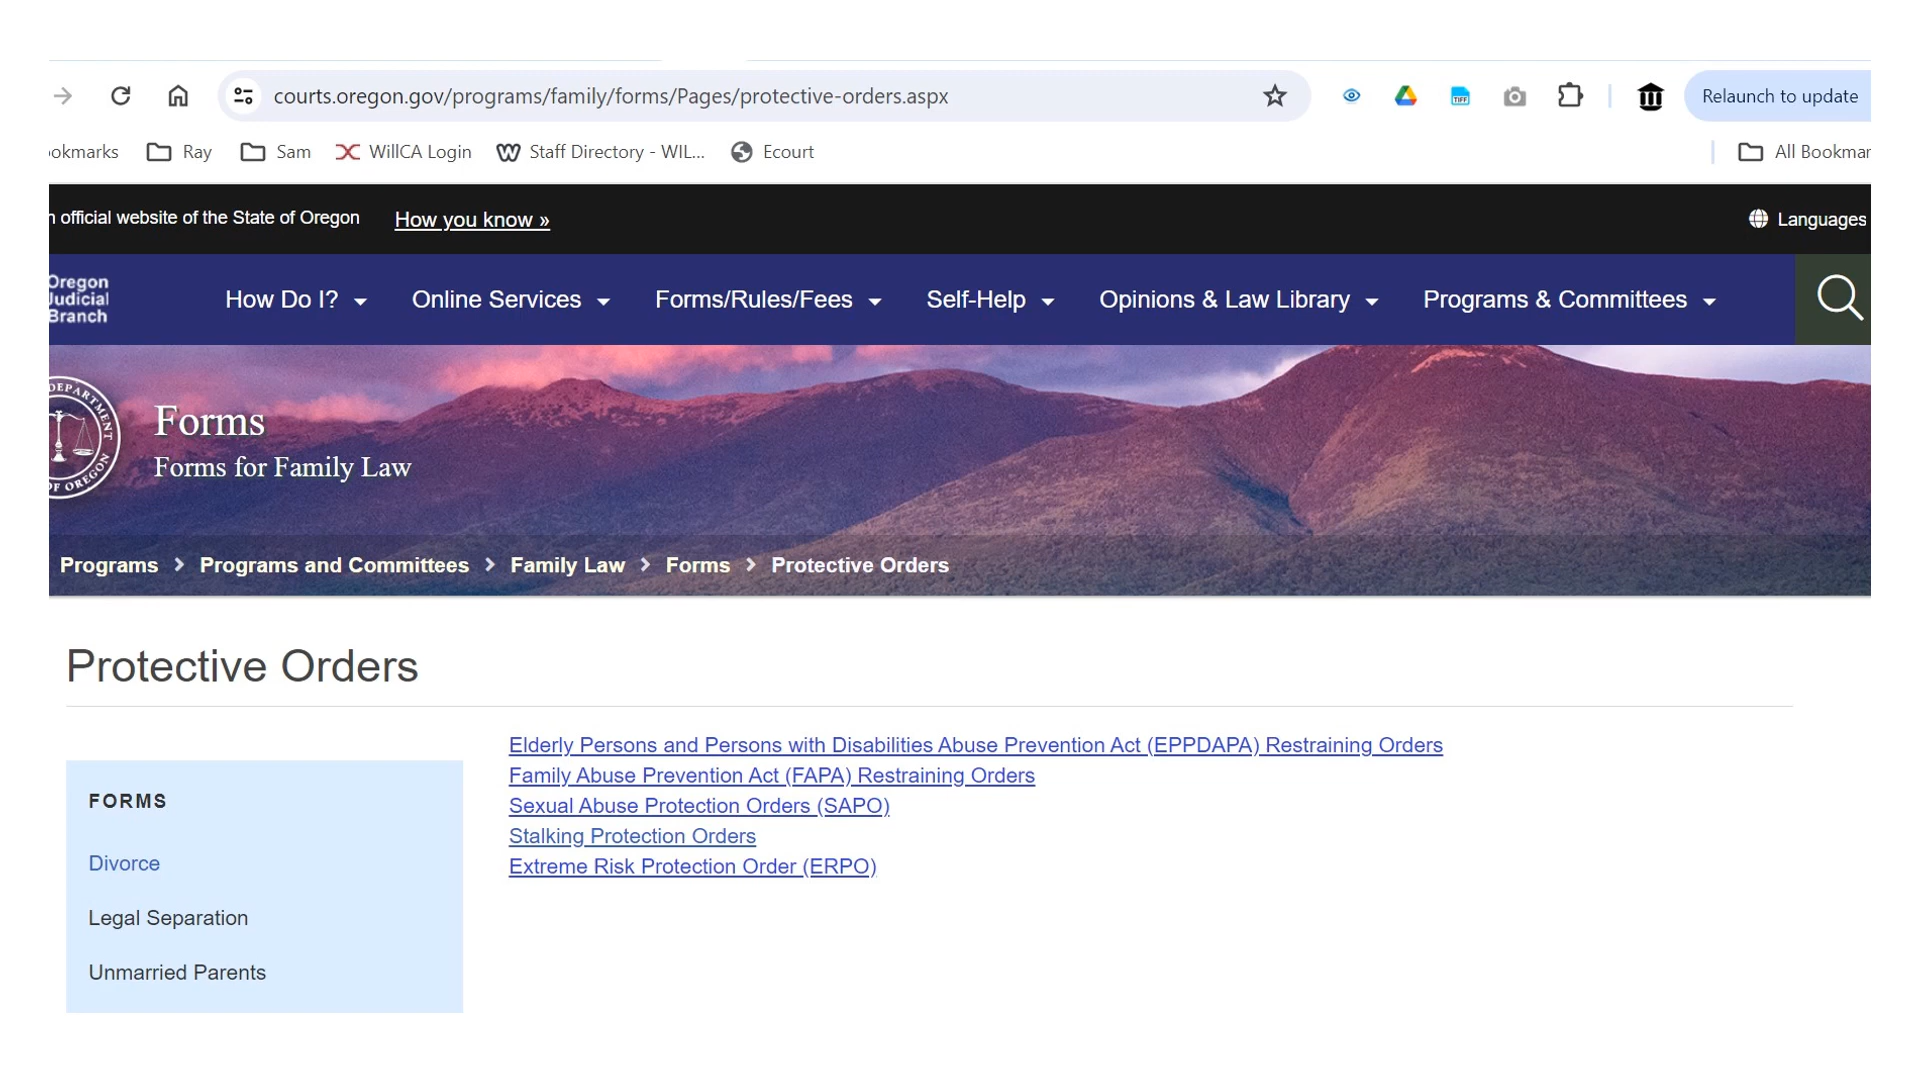 courts.oregon.gov/programs/family/forms/Pages/protective-orders.aspx
TIFF
Relaunch to update
okmarks
Ray
Sam
WillCA Login
Staff Directory - WIL...
Ecourt
All Bookmar
n official website of the State of Oregon
How you know »
Languages
Oregon
Judicial
Branch
How Do I?
Online Services
Forms/Rules/Fees
Self-Help
Opinions & Law Library
Programs & Committees
DEPARTMENT
OF OREGON
Forms
Forms for Family Law
Programs > Programs and Committees > Family Law > Forms > Protective Orders
Protective Orders
Elderly Persons and Persons with Disabilities Abuse Prevention Act (EPPDAPA) Restraining Orders
Family Abuse Prevention Act (FAPA) Restraining Orders
Sexual Abuse Protection Orders (SAPO)
Stalking Protection Orders
Extreme Risk Protection Order (ERPO)
FORMS
Divorce
Legal Separation
Unmarried Parents